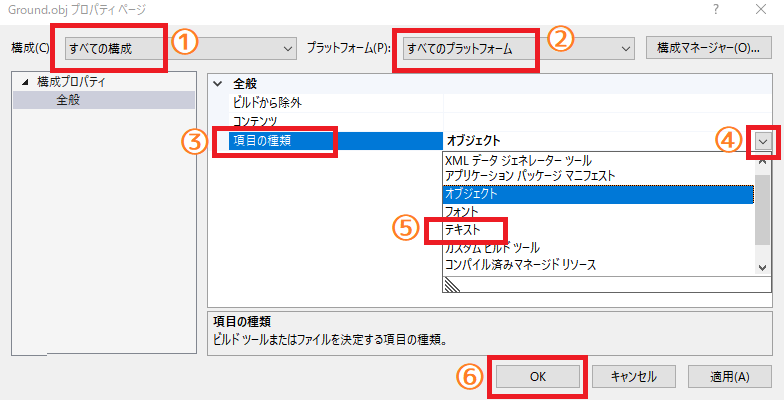 Ground.obj プロパティ ページ
? ×
構成(C) すべての構成 ① プラットフォーム(P): すべてのプラットフォーム ② 構成マネージャー(O)...
構成プロパティ
全般
全般
ビルドから除外
コンテンツ
③ 項目の種類 オブジェクト ④
XML データ ジェネレーター ツール
アプリケーション パッケージ マニフェスト
オブジェクト
フォント
⑤ テキスト
カスタム ビルド ツール
コンパイル済みマネージド リソース
項目の種類
ビルド ツールまたはファイルを決定する項目の種類。
⑥ OK キャンセル 適用(A)